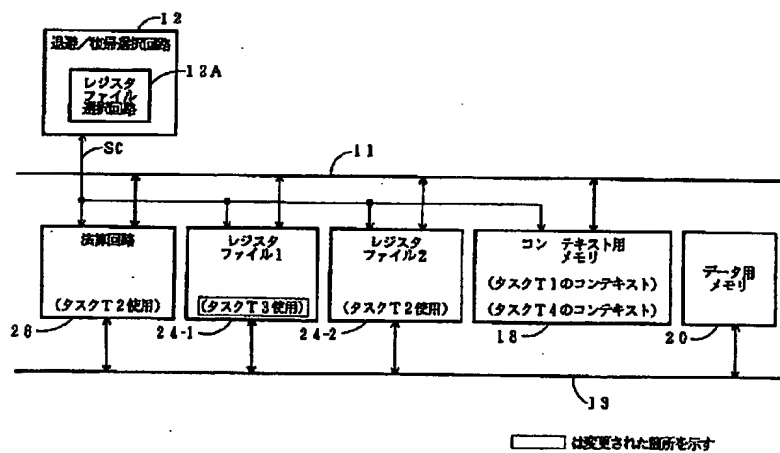 12
退避/復帰選択回路
12A
レジスタ
ファイル
選択回路
SC
11
演算回路
(タスクT2使用)
26
レジスタ
ファイル1
(タスクT3使用)
24-1
レジスタ
ファイル2
(タスクT2使用)
24-2
コンテキスト用
メモリ
(タスクT1のコンテキスト)
(タスクT4のコンテキスト)
18
データ用
メモリ
20
13
は変更された箇所を示す